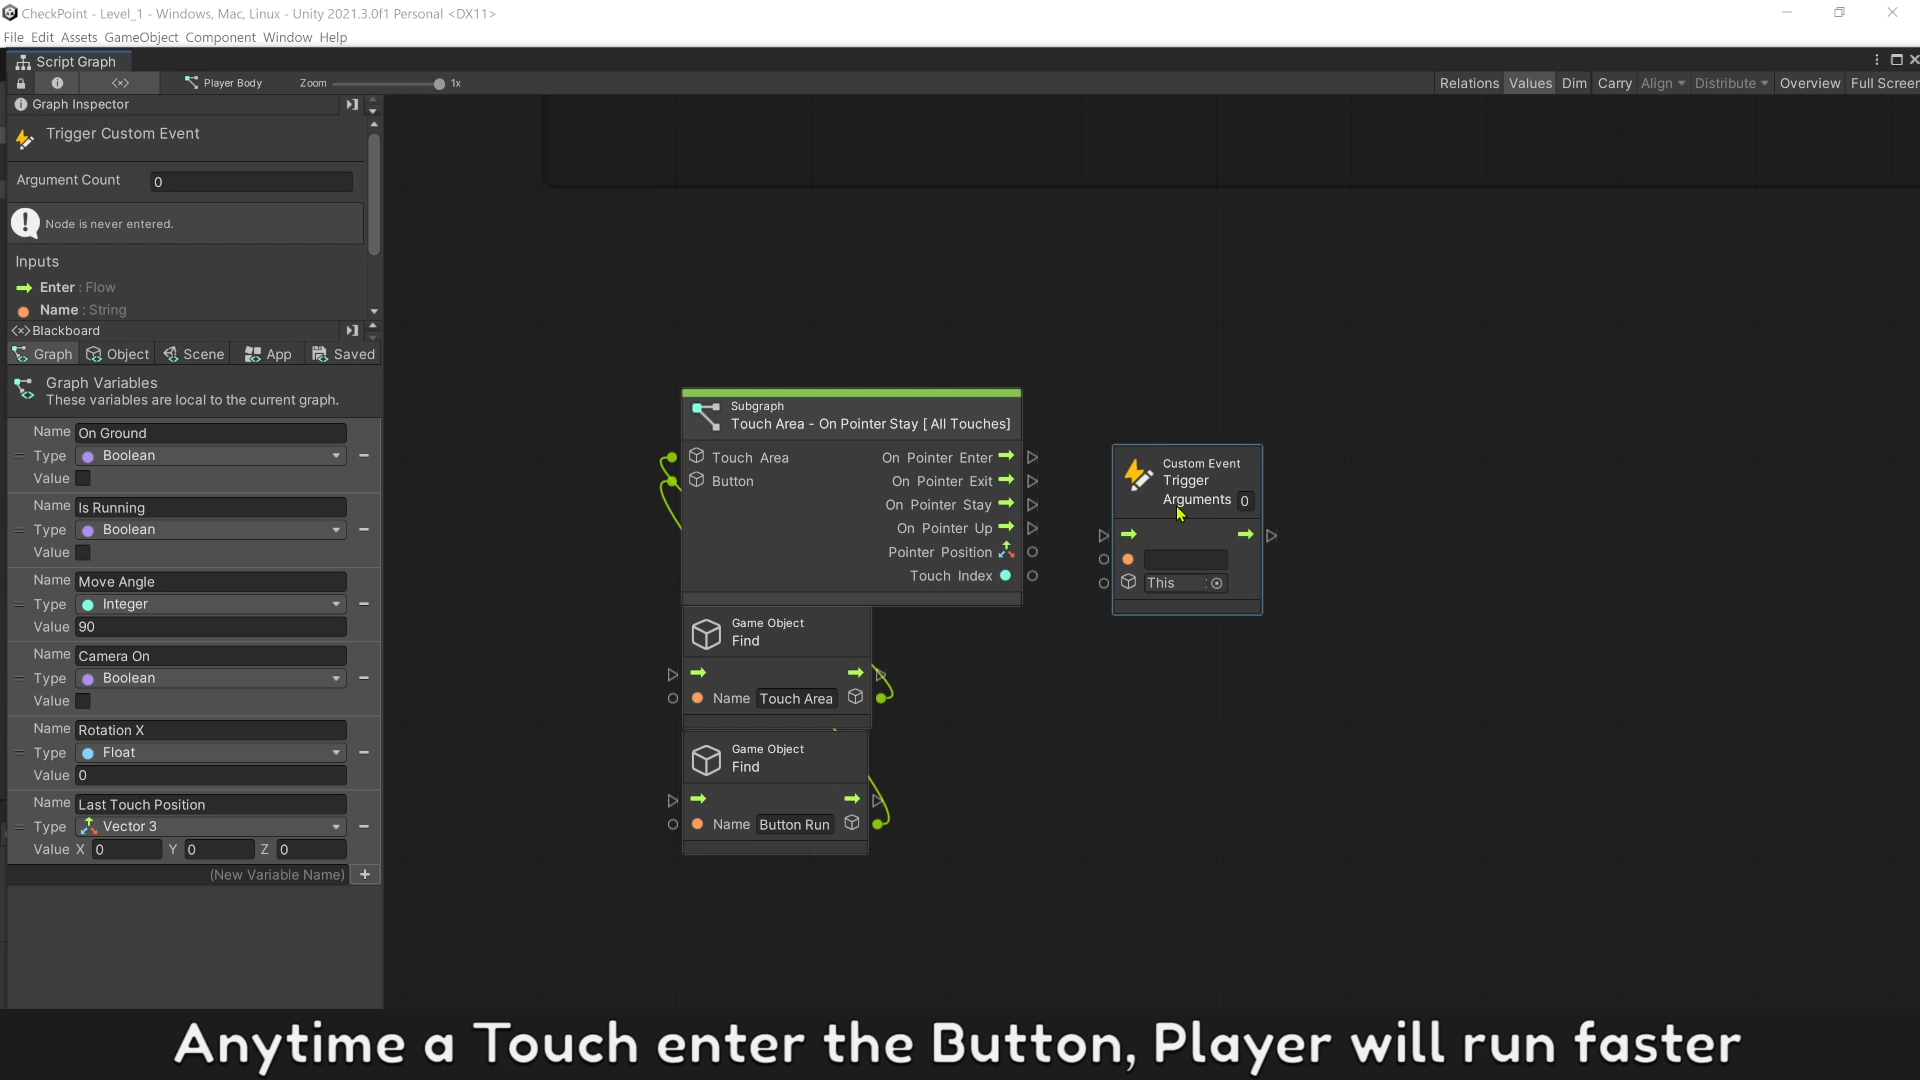 CheckPoint - Level_1 - Windows, Mac, Linux - Unity 2021.3.0f1 Personal <DX11>
File Edit Assets GameObject Component Window Help
Script Graph
Player Body Zoom 1x Relations Values Dim Carry Align Distribute Overview Full Screen
Graph Inspector
Trigger Custom Event
Argument Count 0
Node is never entered.
Inputs
Enter : Flow
Name : String
<x> Blackboard
Graph Object Scene App Saved
Graph Variables
These variables are local to the current graph.
Name On Ground
Type Boolean
Value
Name Is Running
Type Boolean
Value
Name Move Angle
Type Integer
Value 90
Name Camera On
Type Boolean
Value
Name Rotation X
Type Float
Value 0
Name Last Touch Position
Type Vector 3
Value X 0 Y 0 Z 0
(New Variable Name) +
Subgraph
Touch Area - On Pointer Stay [ All Touches]
Touch Area On Pointer Enter
Button On Pointer Exit
On Pointer Stay
On Pointer Up
Pointer Position
Touch Index
Game Object
Find
Name Touch Area
Game Object
Find
Name Button Run
Custom Event
Trigger
Arguments 0
This
Anytime a Touch enter the Button, Player will run faster